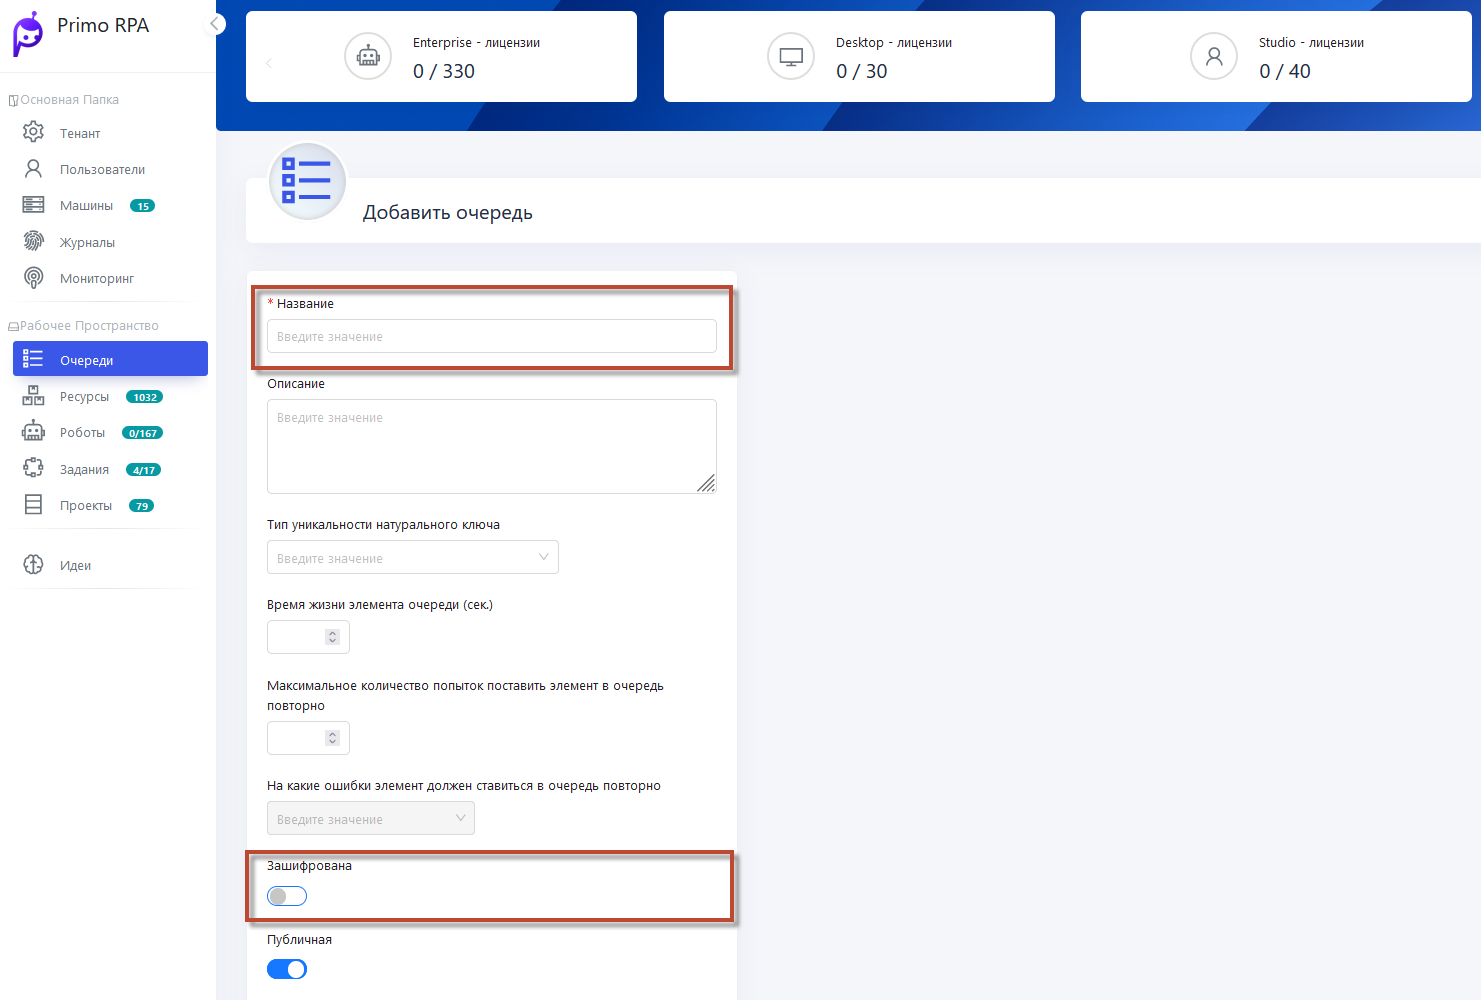 Primo RPA
Основная Папка
Тенант
Пользователи
Машины 15
Журналы
Мониторинг
Рабочее Пространство
Очереди
Ресурсы 1032
Роботы 0/167
Задания 4/17
Проекты 79
Идеи
Enterprise - лицензии
0 / 330
Desktop - лицензии
0 / 30
Studio - лицензии
0 / 40
Добавить очередь
* Название
Введите значение
Описание
Введите значение
Тип уникальности натурального ключа
Введите значение
Время жизни элемента очереди (сек.)
Максимальное количество попыток поставить элемент в очередь
повторно
На какие ошибки элемент должен ставиться в очередь повторно
Введите значение
Зашифрована
Публичная